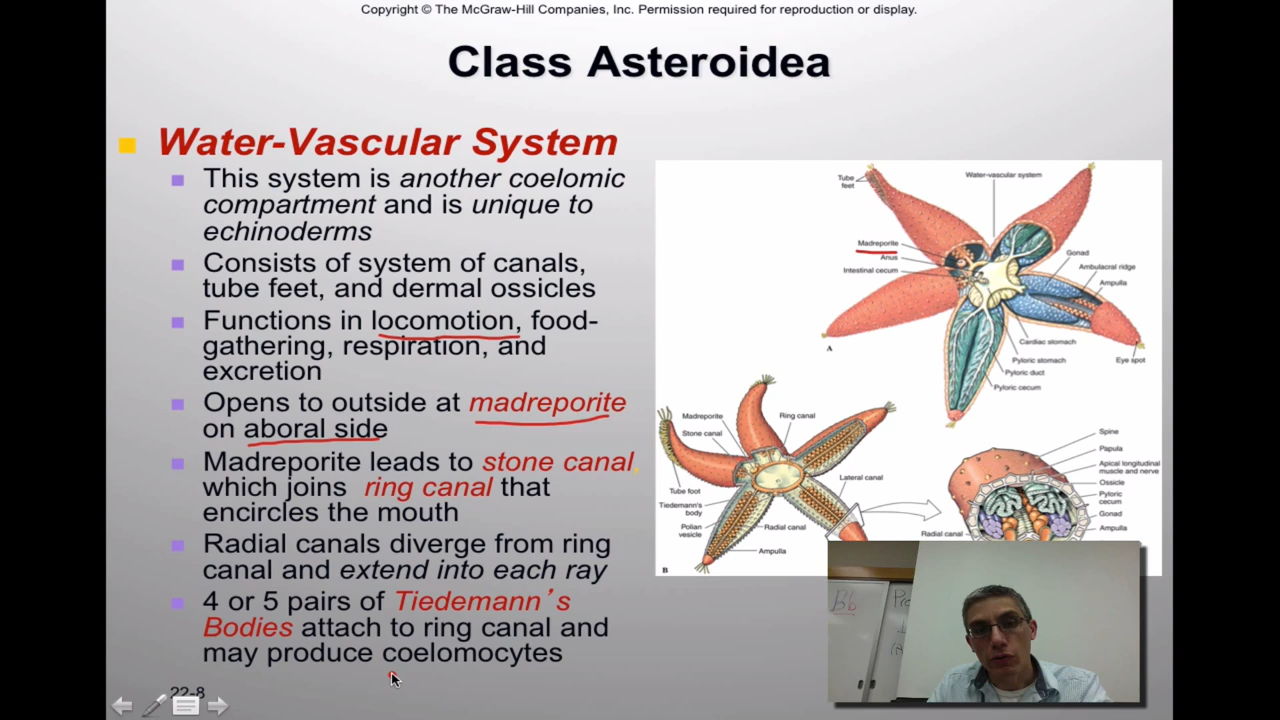 Copyright © The McGraw-Hill Companies, Inc. Permission required for reproduction or display.
Class Asteroidea
Water-Vascular System
This system is another coelomic
compartment and is unique to
echinoderms
Consists of system of canals,
tube feet, and dermal ossicles
Functions in locomotion, food-
gathering, respiration, and
excretion
Opens to outside at madreporite
on aboral side
Madreporite leads to stone canal,
which joins ring canal that
encircles the mouth
Radial canals diverge from ring
canal and extend into each ray
4 or 5 pairs of Tiedemann's
Bodies attach to ring canal and
may produce coelomocytes
22-8
Tube
feet
Water-vascular system
Madreporite
Anus
Intestinal cecum
Gonad
Ambulacral ridge
Ampulla
Cardiac stomach
Pyloric stomach
Pyloric duct
Pyloric cecum
Eye spot
A
Madreporite
Ring canal
Stone canal
Lateral canal
Tube foot
Tiedemann's
body
Polian
vesicle
Radial canal
Ampulla
B
Spine
Papula
Apical longitudinal
muscle and nerve
Ossicle
Pyloric
cecum
Gonad
Ampulla
Radial canal
Bb